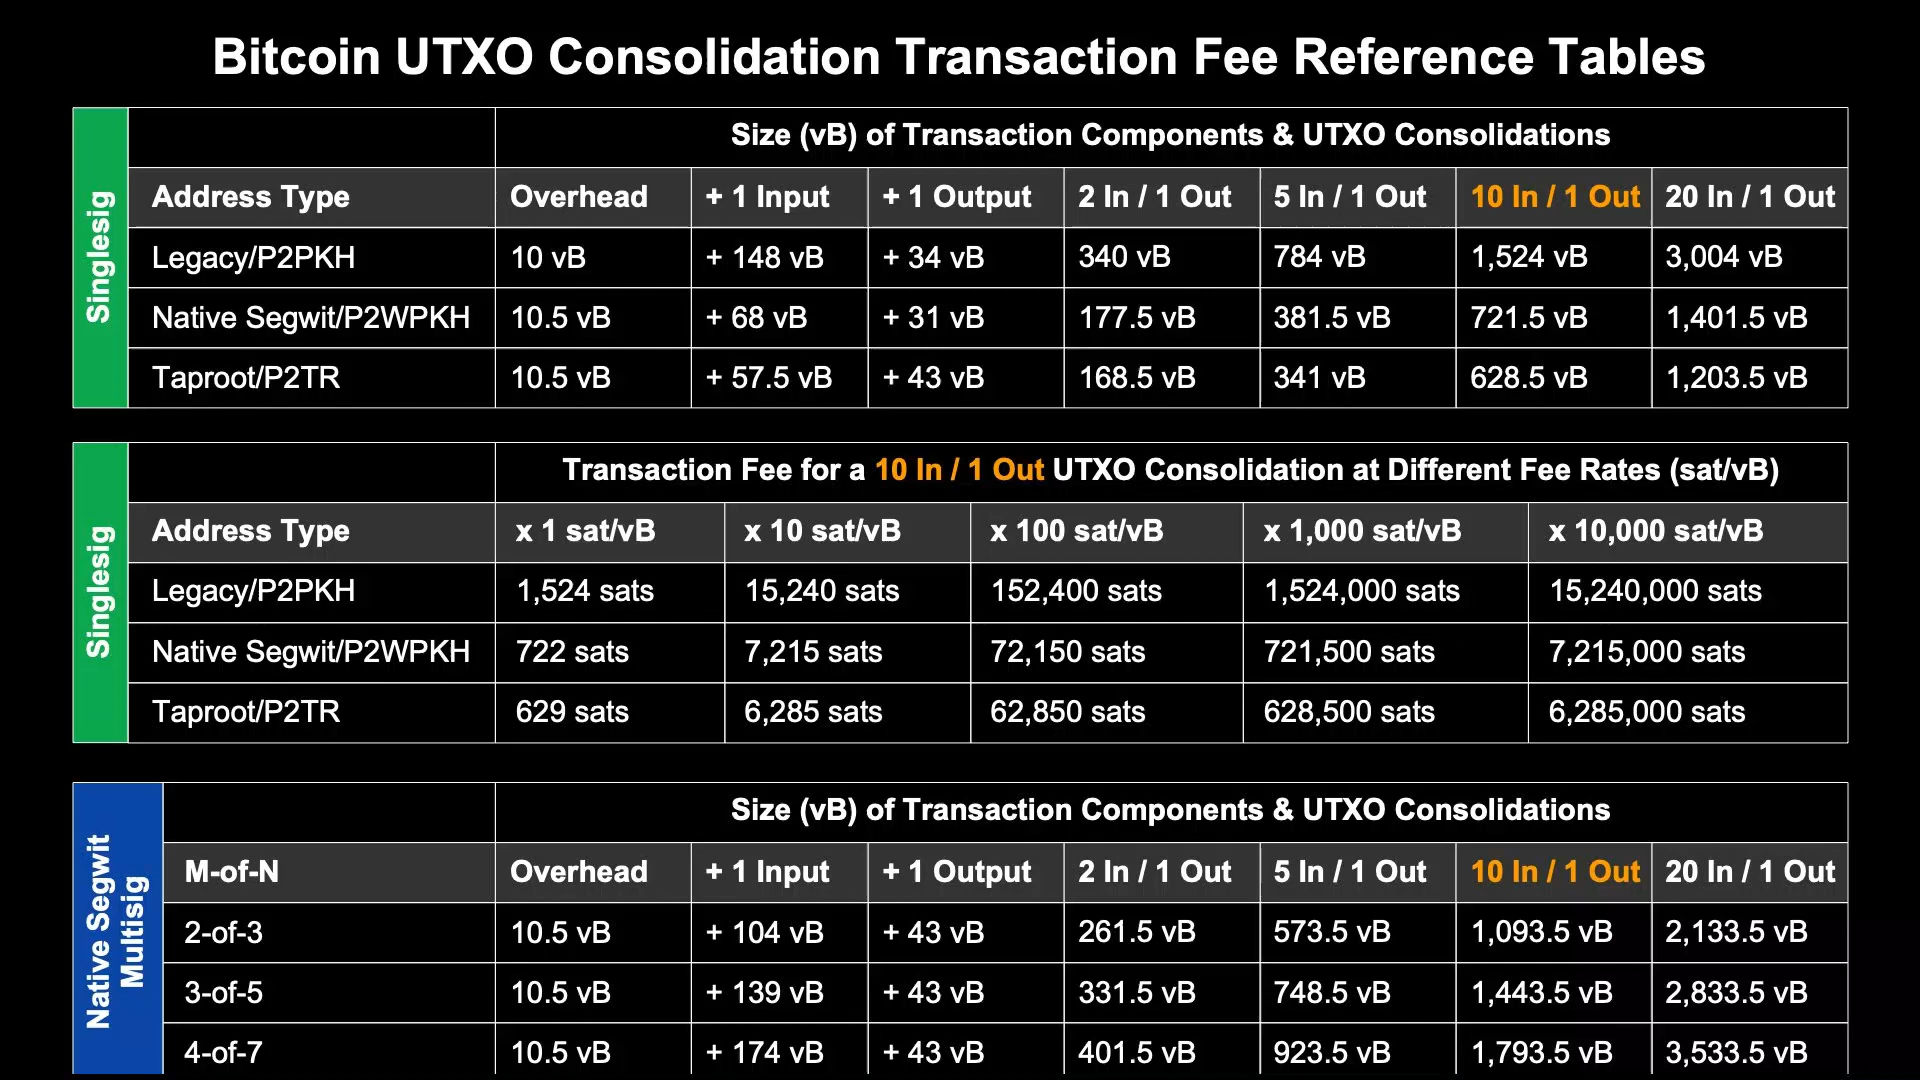 Bitcoin UTXO Consolidation Transaction Fee Reference Tables
Singlesig
Size (vB) of Transaction Components & UTXO Consolidations
Address Type Overhead + 1 Input + 1 Output 2 In / 1 Out 5 In / 1 Out 10 In / 1 Out 20 In / 1 Out
Legacy/P2PKH 10 vB + 148 vB + 34 vB 340 vB 784 vB 1,524 vB 3,004 vB
Native Segwit/P2WPKH 10.5 vB + 68 vB + 31 vB 177.5 vB 381.5 vB 721.5 vB 1,401.5 vB
Taproot/P2TR 10.5 vB + 57.5 vB + 43 vB 168.5 vB 341 vB 628.5 vB 1,203.5 vB
Singlesig
Transaction Fee for a 10 In / 1 Out UTXO Consolidation at Different Fee Rates (sat/vB)
Address Type x 1 sat/vB x 10 sat/vB x 100 sat/vB x 1,000 sat/vB x 10,000 sat/vB
Legacy/P2PKH 1,524 sats 15,240 sats 152,400 sats 1,524,000 sats 15,240,000 sats
Native Segwit/P2WPKH 722 sats 7,215 sats 72,150 sats 721,500 sats 7,215,000 sats
Taproot/P2TR 629 sats 6,285 sats 62,850 sats 628,500 sats 6,285,000 sats
Native Segwit
Multisig
Size (vB) of Transaction Components & UTXO Consolidations
M-of-N Overhead + 1 Input + 1 Output 2 In / 1 Out 5 In / 1 Out 10 In / 1 Out 20 In / 1 Out
2-of-3 10.5 vB + 104 vB + 43 vB 261.5 vB 573.5 vB 1,093.5 vB 2,133.5 vB
3-of-5 10.5 vB + 139 vB + 43 vB 331.5 vB 748.5 vB 1,443.5 vB 2,833.5 vB
4-of-7 10.5 vB + 174 vB + 43 vB 401.5 vB 923.5 vB 1,793.5 vB 3,533.5 vB